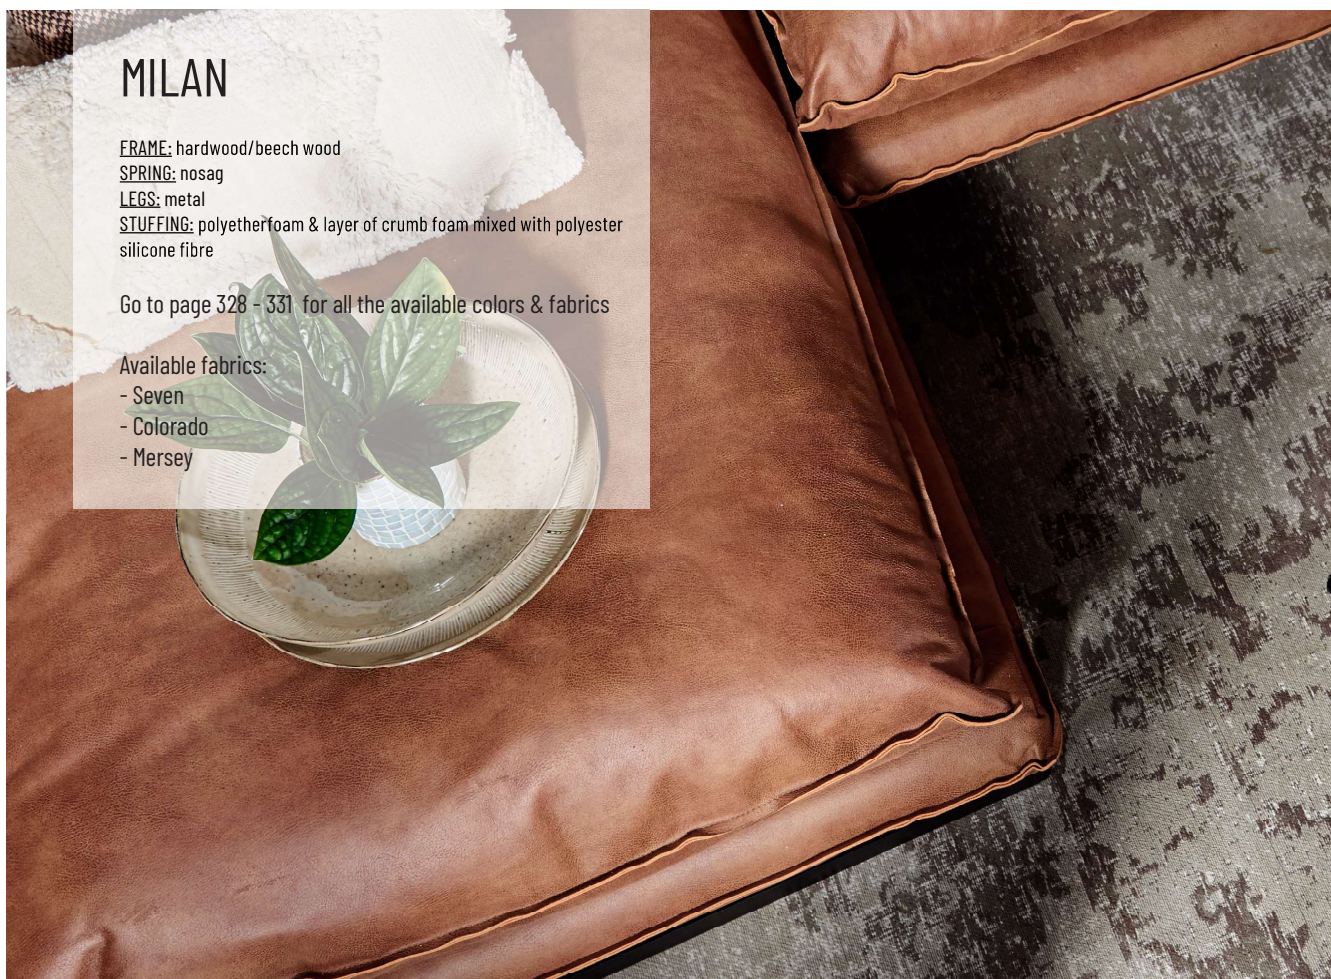 MILAN
FRAME: hardwood/beech wood
SPRING: nosag
LEGS: metal
STUFFING: polyetherfoam & layer of crumb foam mixed with polyester
silicone fibre
Go to page 328 - 331 for all the available colors & fabrics
Available fabrics:
- Seven
- Colorado
- Mersey